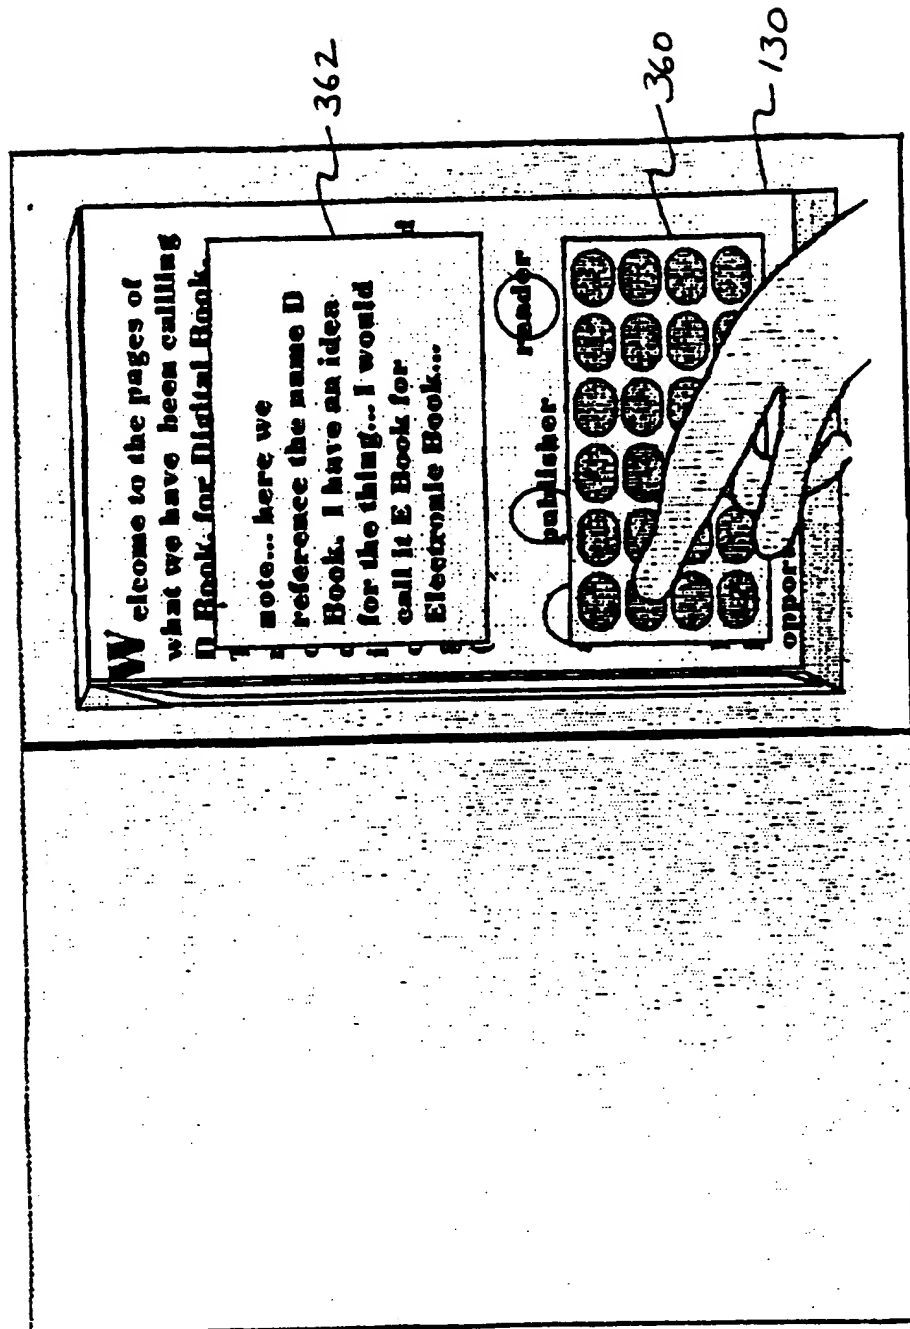 Welcome to the pages of
what we have been callling
D Book, for Digital Book.
note... here we
reference the name D
Book. I have an idea
for the thing... I would
call it E Book for
Electronic Book...
publisher
reader
oppor
362
360
130